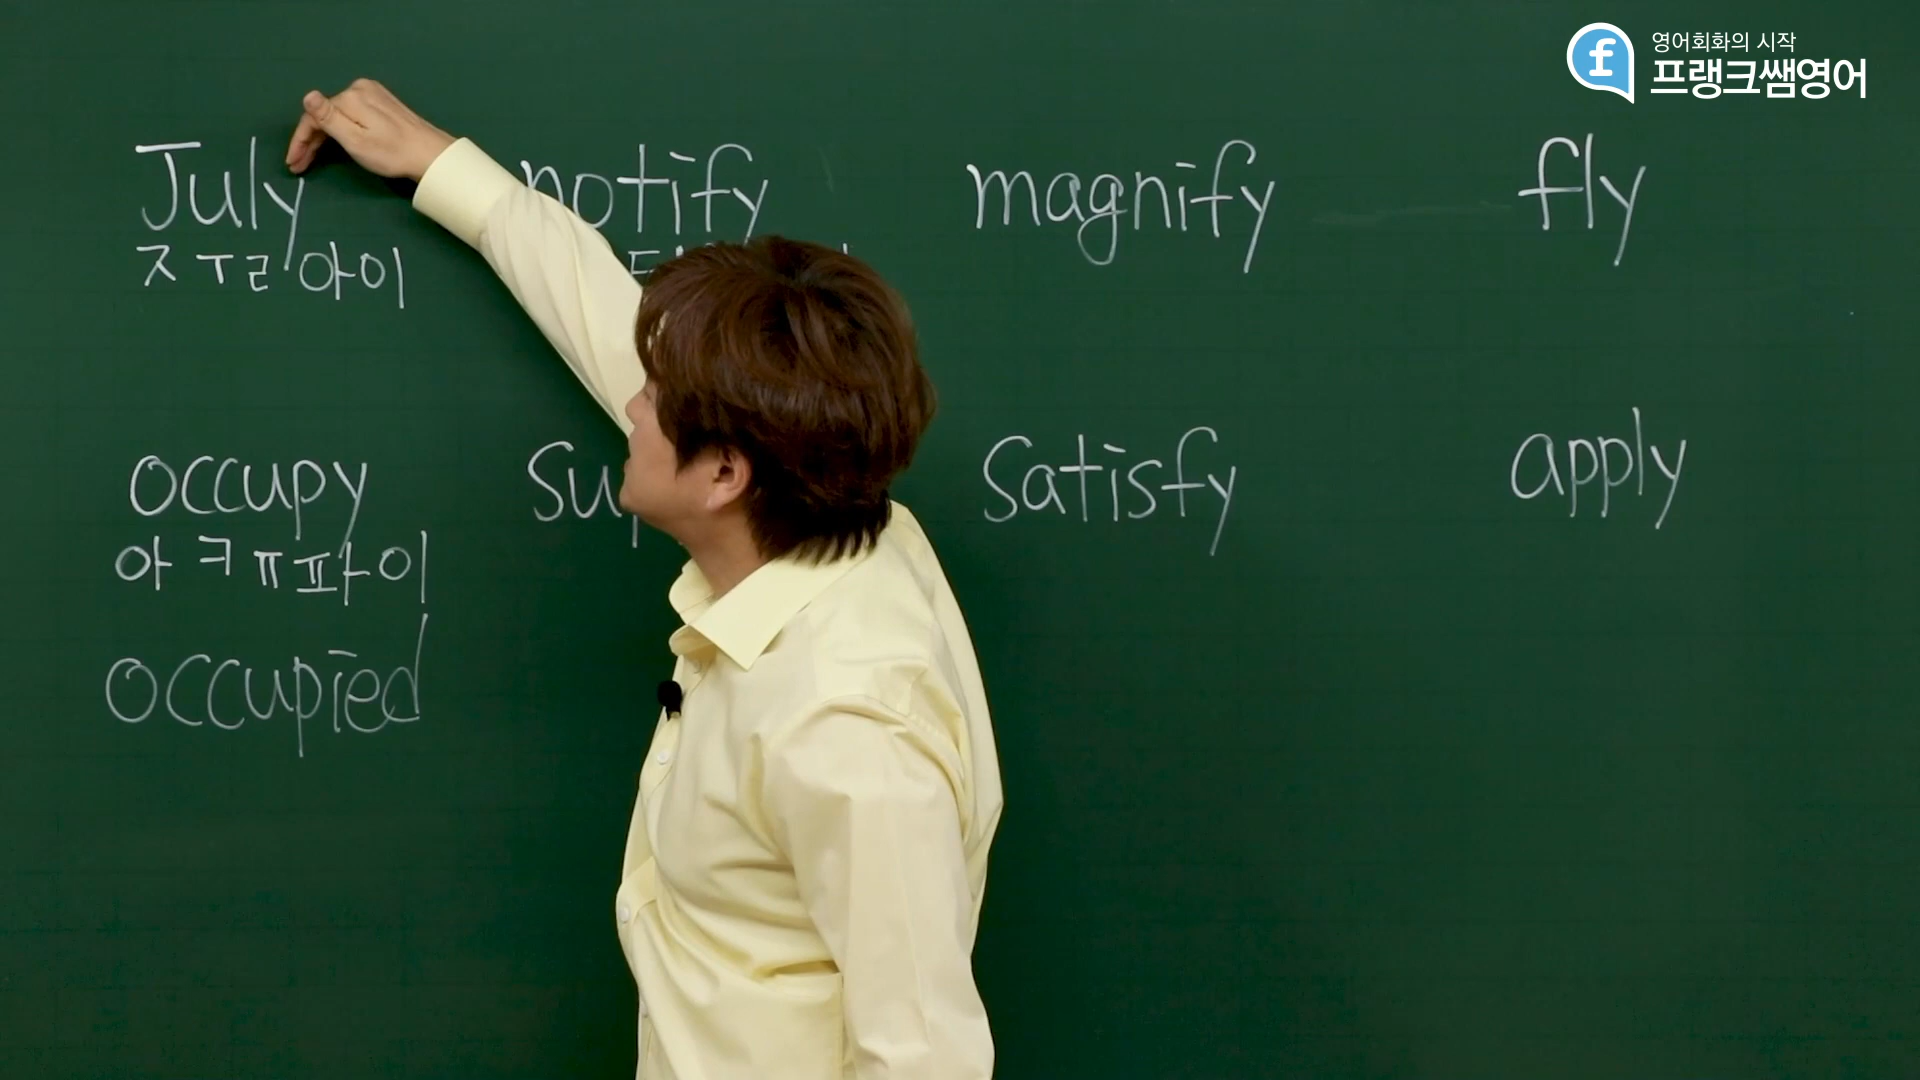 영어회화의 시작
프랭크쌤영어
July notify magnify fly
ㅈㅜㄹ아이
occupy satisfy apply
아ㅋㅠㅍㅏ이
occupied